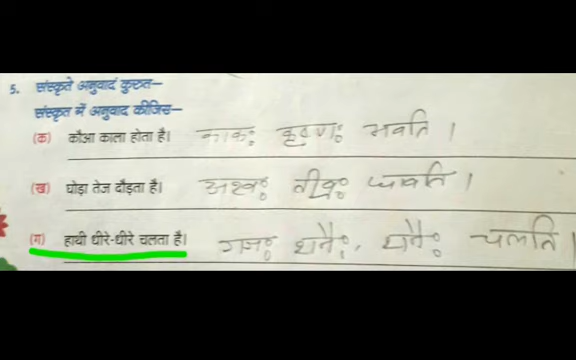 5. संस्कृते अनुवादं कुरुत—
संस्कृत में अनुवाद कीजिए—
(क) कौआ काला होता है। काकः कृष्णः भवति ।
(ख) घोड़ा तेज दौड़ता है। अश्वः तीव्रः धावति ।
(ग) हाथी धीरे-धीरे चलता है। गजः शनैः, शनैः चलति ।